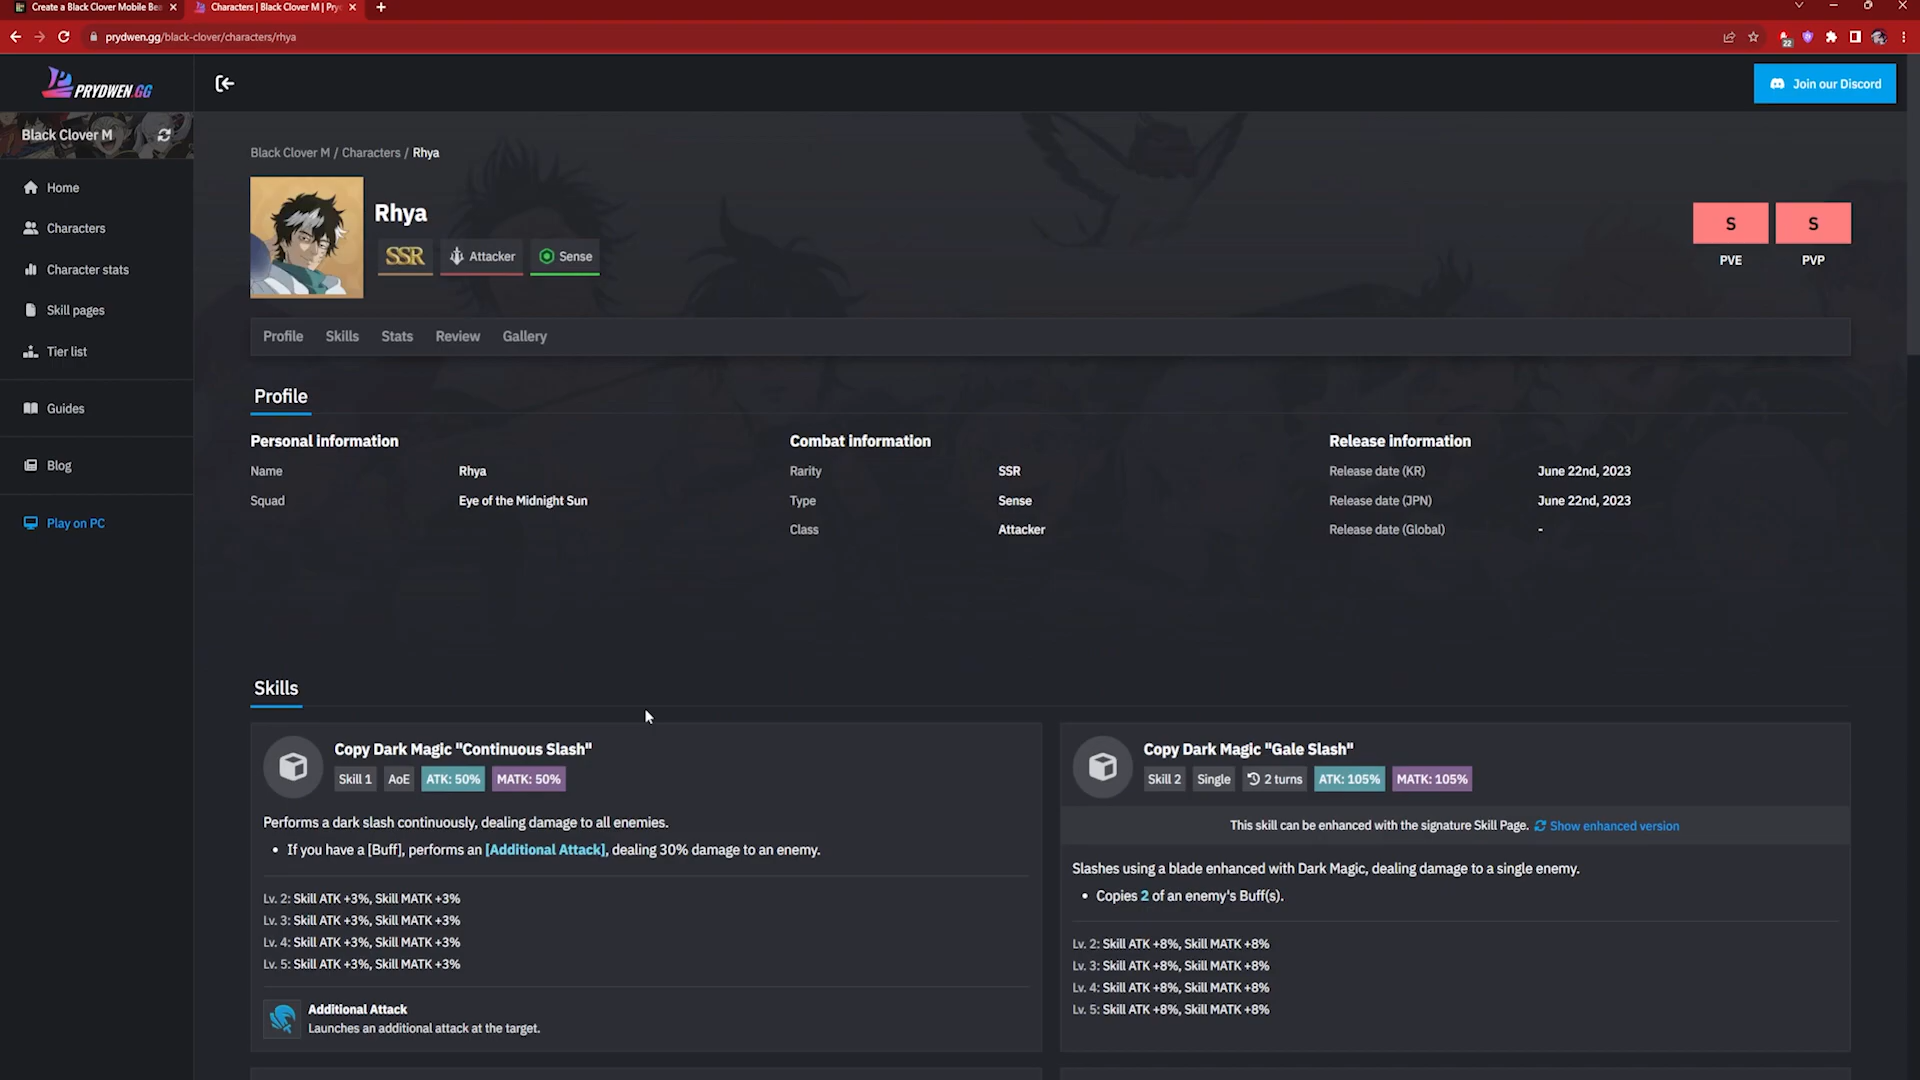 Create a Black Clover Mobile Bea
Characters | Black Clover M | Pry
prydwen.gg/black-clover/characters/rhya
22
PRYDWEN.GG
Join our Discord
Black Clover M
Home
Characters
Character stats
Skill pages
Tier list
Guides
Blog
Play on PC
Black Clover M / Characters / Rhya
Rhya
SSR Attacker Sense
S S
PVE PVP
Profile Skills Stats Review Gallery
Profile
Personal information Combat information Release information
Name Rhya Rarity SSR Release date (KR) June 22nd, 2023
Squad Eye of the Midnight Sun Type Sense Release date (JPN) June 22nd, 2023
Class Attacker Release date (Global) -
Skills
Copy Dark Magic "Continuous Slash"
Skill 1 AoE ATK: 50% MATK: 50%
Performs a dark slash continuously, dealing damage to all enemies.
• If you have a [Buff], performs an [Additional Attack], dealing 30% damage to an enemy.
Lv. 2: Skill ATK +3%, Skill MATK +3%
Lv. 3: Skill ATK +3%, Skill MATK +3%
Lv. 4: Skill ATK +3%, Skill MATK +3%
Lv. 5: Skill ATK +3%, Skill MATK +3%
Additional Attack
Launches an additional attack at the target.
Copy Dark Magic "Gale Slash"
Skill 2 Single 2 turns ATK: 105% MATK: 105%
This skill can be enhanced with the signature Skill Page. Show enhanced version
Slashes using a blade enhanced with Dark Magic, dealing damage to a single enemy.
• Copies 2 of an enemy's Buff(s).
Lv. 2: Skill ATK +8%, Skill MATK +8%
Lv. 3: Skill ATK +8%, Skill MATK +8%
Lv. 4: Skill ATK +8%, Skill MATK +8%
Lv. 5: Skill ATK +8%, Skill MATK +8%